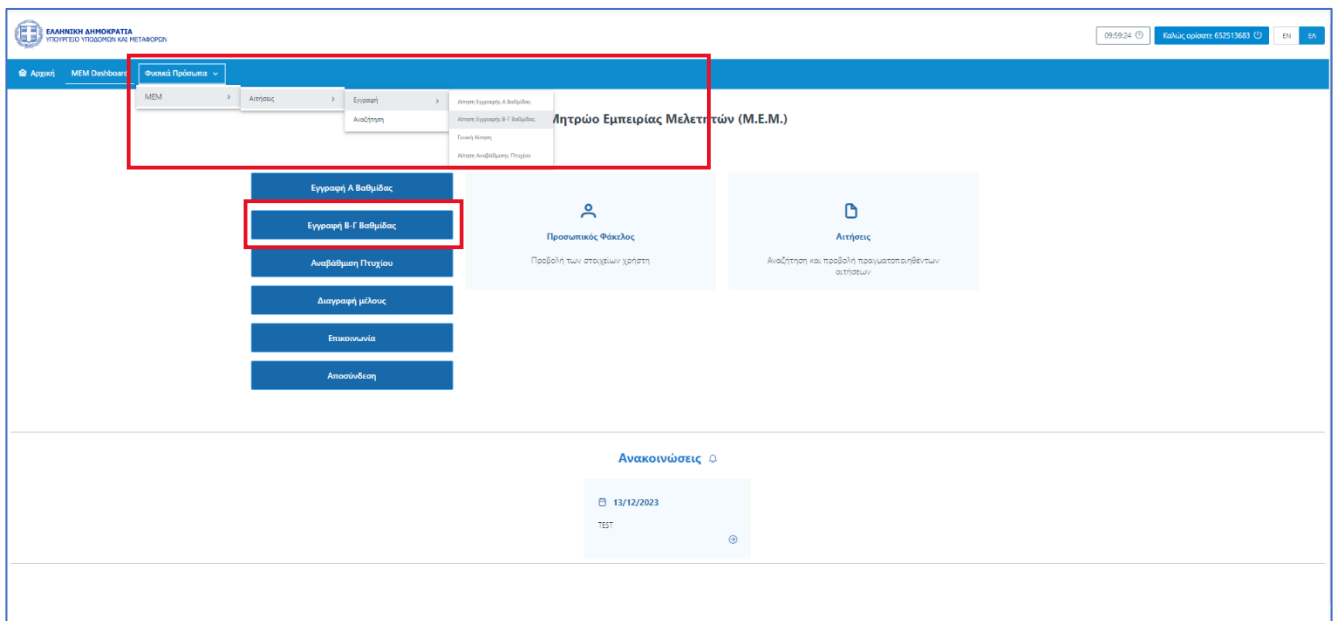 ΕΛΛΗΝΙΚΗ ΔΗΜΟΚΡΑΤΙΑ
ΥΠΟΥΡΓΕΙΟ ΥΠΟΔΟΜΩΝ ΚΑΙ ΜΕΤΑΦΟΡΩΝ
09:59:24
Καλώς ορίσατε 652513683
EN
ΕΛ
Αρχική
MEM Dashboard
Φυσικά Πρόσωπα
ΜΕΜ
Αιτήσεις
Εγγραφή
Αναζήτηση
Αίτηση Εγγραφής Α Βαθμίδας
Αίτηση Εγγραφής Β-Γ Βαθμίδας
Γενική Αίτηση
Αίτηση Αναβάθμισης Πτυχίου
Μητρώο Εμπειρίας Μελετητών (Μ.Ε.Μ.)
Εγγραφή Α Βαθμίδας
Εγγραφή Β-Γ Βαθμίδας
Αναβάθμιση Πτυχίου
Διαγραφή μέλους
Επικοινωνία
Αποσύνδεση
Προσωπικός Φάκελος
Προβολή των στοιχείων χρήστη
Αιτήσεις
Αναζήτηση και προβολή πραγματοποιηθέντων
αιτήσεων
Ανακοινώσεις
13/12/2023
TEST